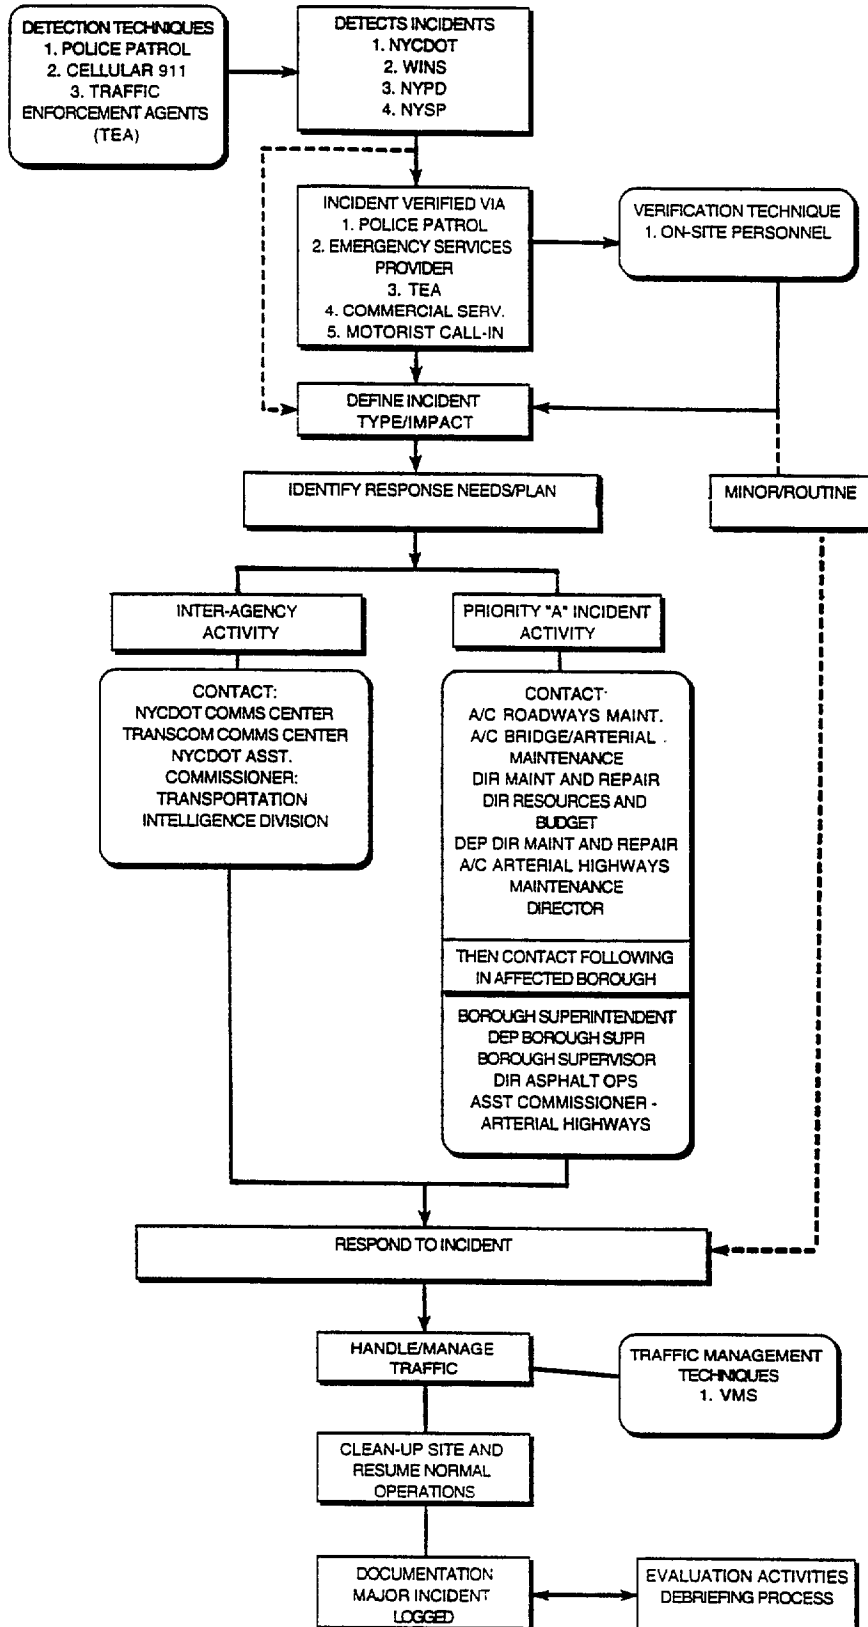 DETECTION TECHNIQUES
1. POLICE PATROL
2. CELLULAR 911
3. TRAFFIC
ENFORCEMENT AGENTS
(TEA)
DETECTS INCIDENTS
1. NYCDOT
2. WINS
3. NYPD
4. NYSP
INCIDENT VERIFIED VIA
1. POLICE PATROL
2. EMERGENCY SERVICES
PROVIDER
3. TEA
4. COMMERCIAL SERV.
5. MOTORIST CALL-IN
VERIFICATION TECHNIQUE
1. ON-SITE PERSONNEL
DEFINE INCIDENT
TYPE/IMPACT
IDENTIFY RESPONSE NEEDS/PLAN
MINOR/ROUTINE
INTER-AGENCY
ACTIVITY
PRIORITY "A" INCIDENT
ACTIVITY
CONTACT:
NYCDOT COMMS CENTER
TRANSCOM COMMS CENTER
NYCDOT ASST.
COMMISSIONER:
TRANSPORTATION
INTELLIGENCE DIVISION
CONTACT:
A/C ROADWAYS MAINT.
A/C BRIDGE/ARTERIAL
MAINTENANCE
DIR MAINT AND REPAIR
DIR RESOURCES AND
BUDGET
DEP DIR MAINT AND REPAIR
A/C ARTERIAL HIGHWAYS
MAINTENANCE
DIRECTOR
THEN CONTACT FOLLOWING
IN AFFECTED BOROUGH
BOROUGH SUPERINTENDENT
DEP BOROUGH SUPR
BOROUGH SUPERVISOR
DIR ASPHALT OPS
ASST COMMISSIONER -
ARTERIAL HIGHWAYS
RESPOND TO INCIDENT
HANDLE/MANAGE
TRAFFIC
TRAFFIC MANAGEMENT
TECHNIQUES
1. VMS
CLEAN-UP SITE AND
RESUME NORMAL
OPERATIONS
DOCUMENTATION
MAJOR INCIDENT
LOGGED
EVALUATION ACTIVITIES
DEBRIEFING PROCESS